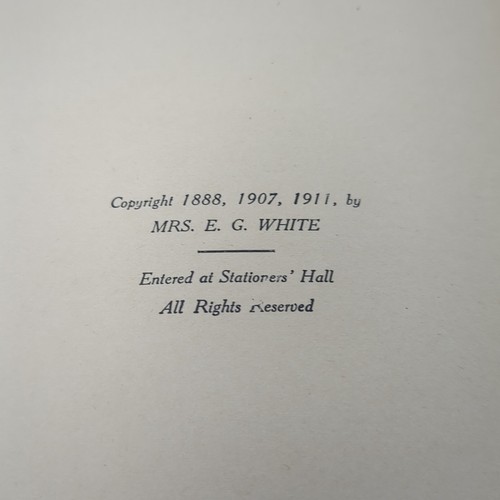 Copyright 1888, 1907, 1911, by
MRS. E. G. WHITE
Entered at Stationers' Hall
All Rights Reserved